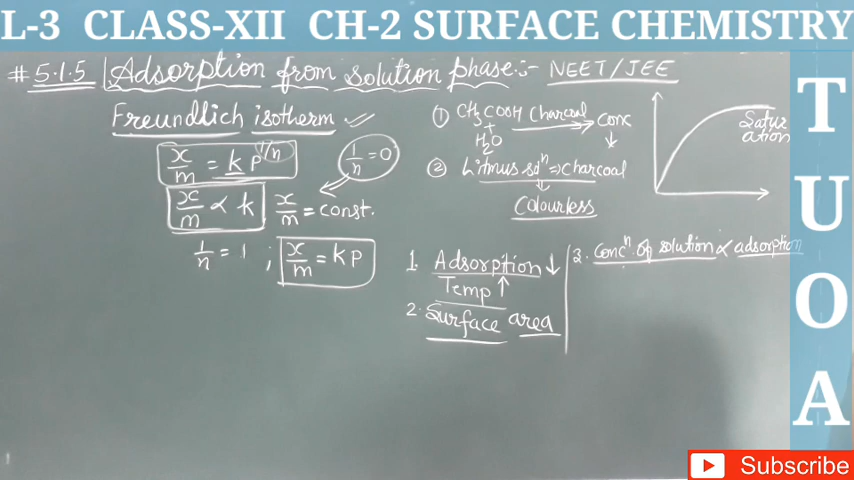 L-3 CLASS-XII CH-2 SURFACE CHEMISTRY
# 5.1.5 Adsorption from solution phase:- NEET/JEE
Freundlich isotherm ✓
x/m = k p^1/n
1/n = 0
x/m ∝ k x/m = const.
1/n = 1 ; x/m = kp
① CH3COOH Charcoal → Conc ↓
+
H2O
② Litmus solⁿ ⇒ charcoal
⇓
Colourless
Satur
ation
1. Adsorption ↓
Temp ↑
2. Surface area
3. Concⁿ of solution ∝ adsorption
T
U
O
A
Subscribe